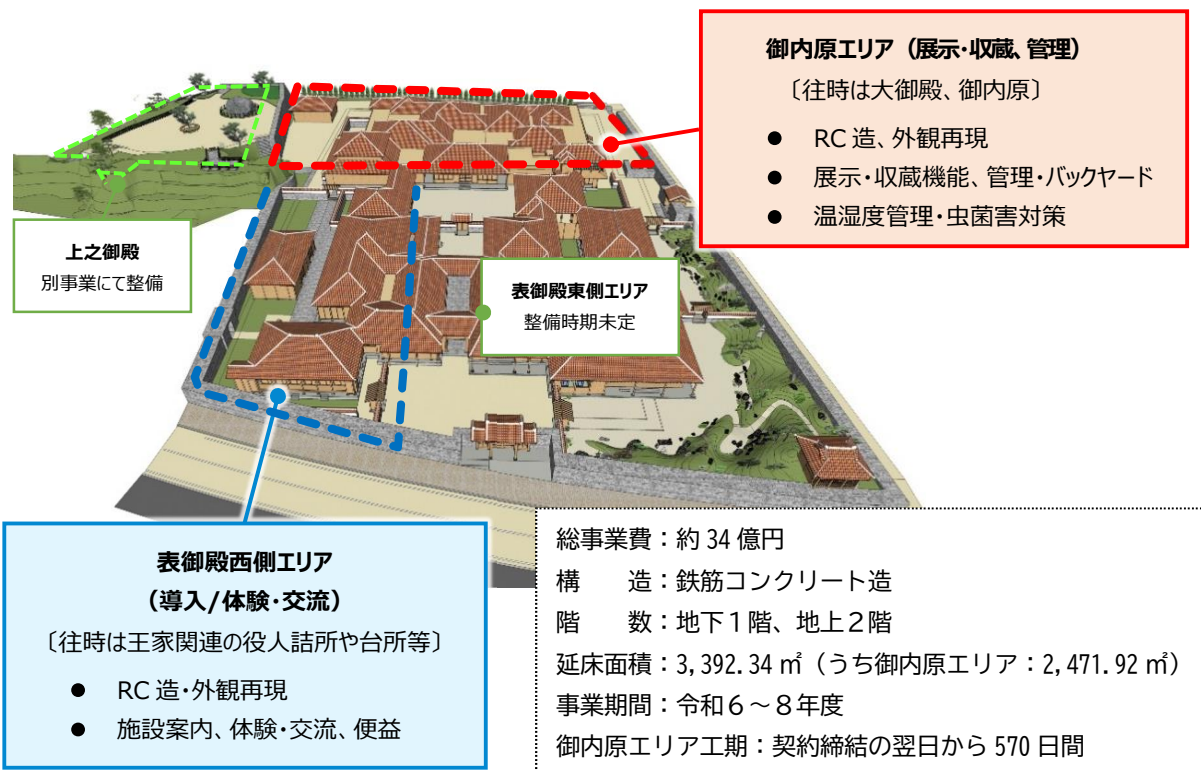 御内原エリア（展示・収蔵、管理）
〔往時は大御殿、御内原〕
● RC 造、外観再現
● 展示・収蔵機能、管理・バックヤード
● 温湿度管理・虫菌害対策
上之御殿
別事業にて整備
表御殿東側エリア
整備時期未定
表御殿西側エリア
（導入/体験・交流）
〔往時は王家関連の役人詰所や台所等〕
● RC 造・外観再現
● 施設案内、体験・交流、便益
総事業費：約 34 億円
構　　造：鉄筋コンクリート造
階　　数：地下１階、地上２階
延床面積：3,392.34 ㎡（うち御内原エリア：2,471.92 ㎡）
事業期間：令和６～８年度
御内原エリア工期：契約締結の翌日から 570 日間